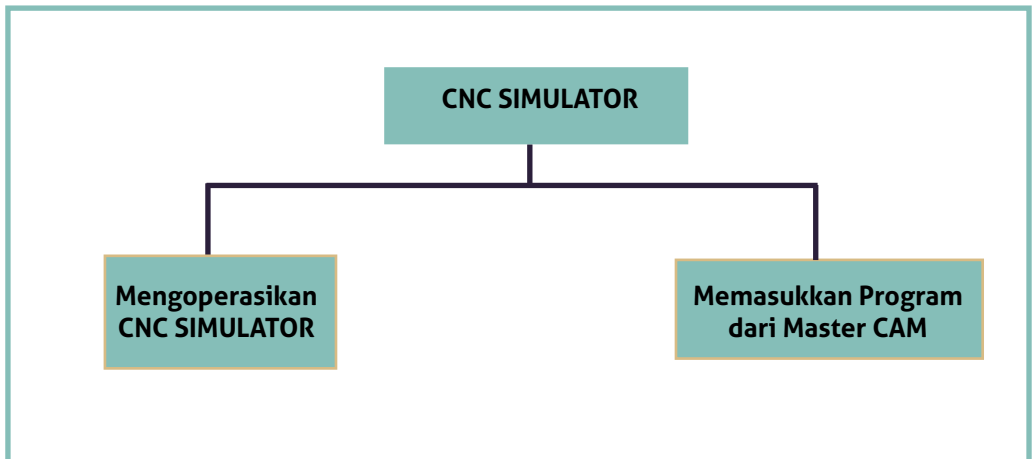 CNC SIMULATOR
Mengoperasikan
CNC SIMULATOR
Memasukkan Program
dari Master CAM